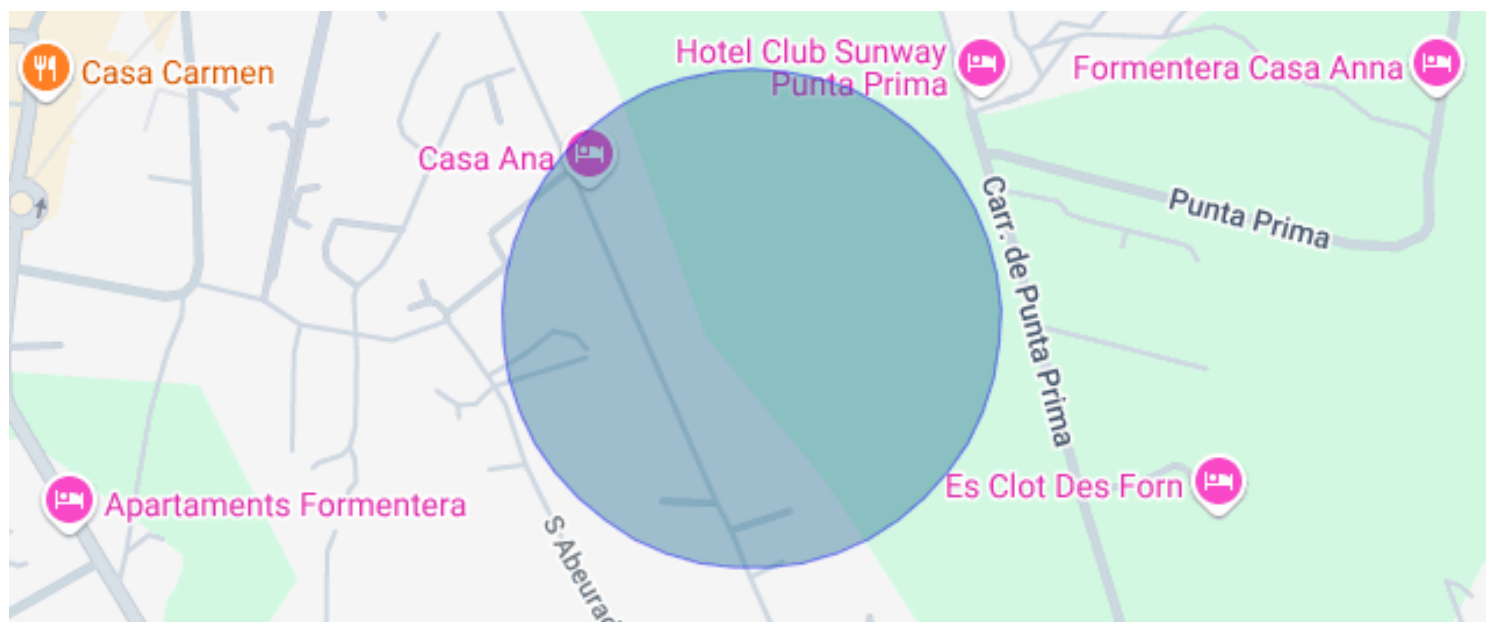 Casa Carmen
Hotel Club Sunway
Punta Prima
Formentera Casa Anna
Casa Ana
Punta Prima
Carr. de Punta Prima
Apartaments Formentera
Es Clot Des Forn
S Abeurad